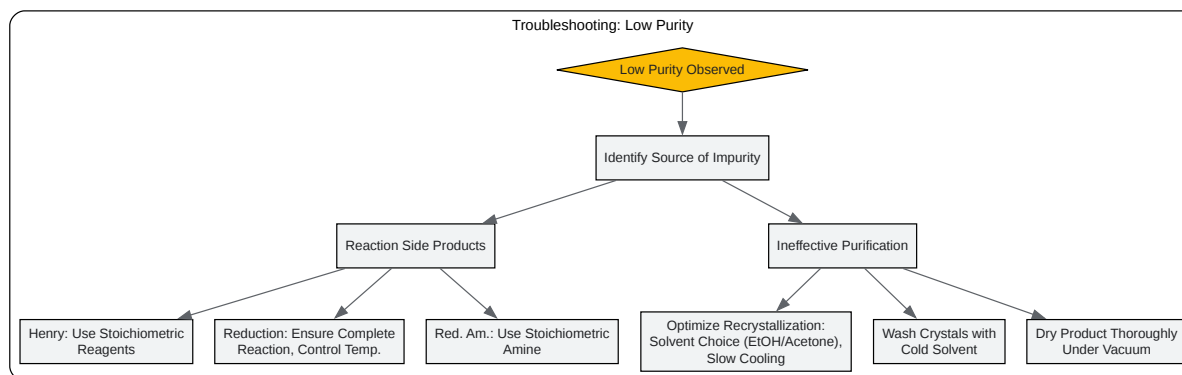 Troubleshooting: Low Purity
Low Purity Observed
Identify Source of Impurity
Reaction Side Products
Ineffective Purification
Henry: Use Stoichiometric
Reagents
Reduction: Ensure Complete
Reaction, Control Temp.
Red. Am.: Use Stoichiometric
Amine
Optimize Recrystallization:
Solvent Choice (EtOH/Acetone),
Slow Cooling
Wash Crystals with
Cold Solvent
Dry Product Thoroughly
Under Vacuum